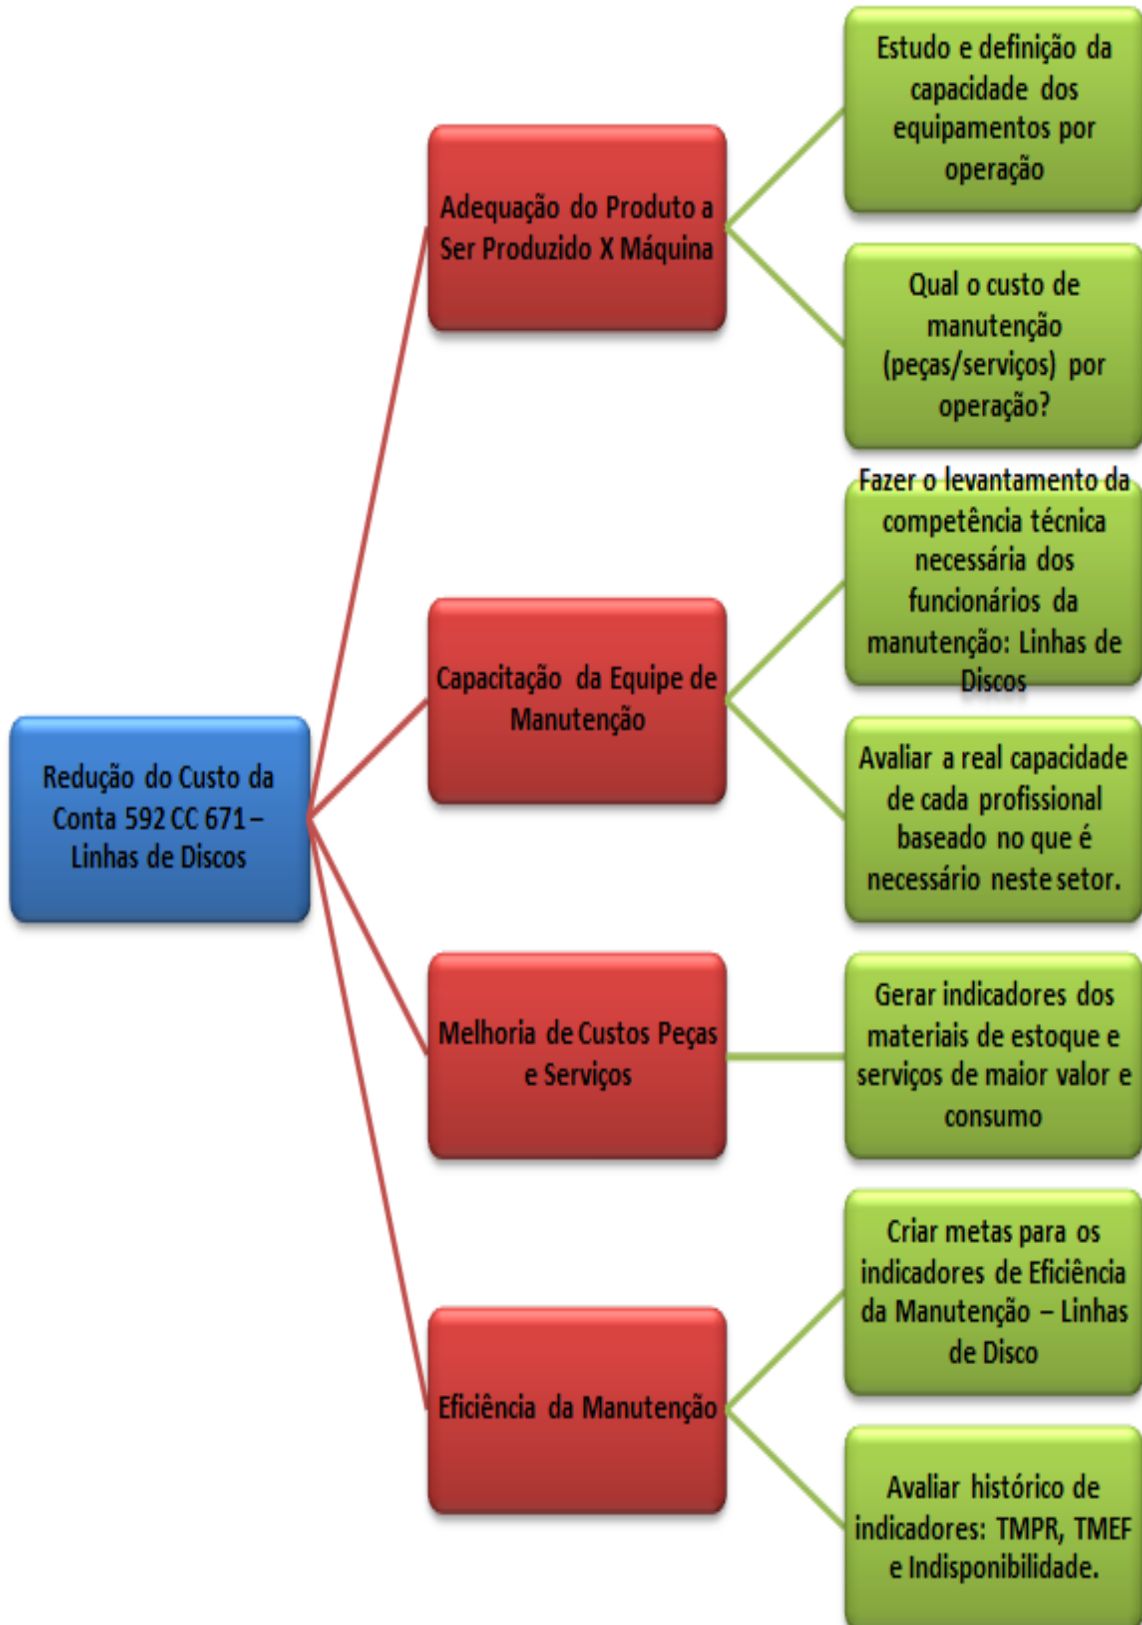 Redução do Custo da
Conta 592 CC 671 –
Linhas de Discos
Adequação do Produto a
Ser Produzido X Máquina
Estudo e definição da
capacidade dos
equipamentos por
operação
Qual o custo de
manutenção
(peças/serviços) por
operação?
Capacitação da Equipe de
Manutenção
Fazer o levantamento da
competência técnica
necessária dos
funcionários da
manutenção: Linhas de
Discos
Avaliar a real capacidade
de cada profissional
baseado no que é
necessário neste setor.
Melhoria de Custos Peças
e Serviços
Gerar indicadores dos
materiais de estoque e
serviços de maior valor e
consumo
Eficiência da Manutenção
Criar metas para os
indicadores de Eficiência
da Manutenção – Linhas
de Disco
Avaliar histórico de
indicadores: TMPR, TMEF
e Indisponibilidade.